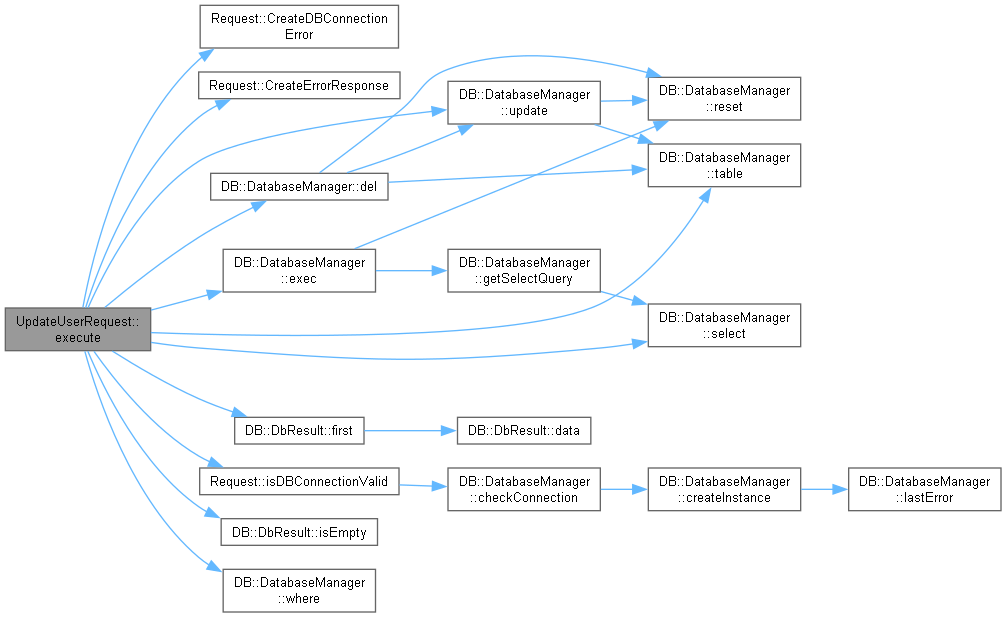 Request::CreateDBConnection
Error
Request::CreateErrorResponse
DB::DatabaseManager
::update
DB::DatabaseManager
::reset
DB::DatabaseManager
::table
DB::DatabaseManager::del
DB::DatabaseManager
::exec
DB::DatabaseManager
::getSelectQuery
DB::DatabaseManager
::select
UpdateUserRequest::
execute
DB::DbResult::first
DB::DbResult::data
Request::isDBConnectionValid
DB::DatabaseManager
::checkConnection
DB::DatabaseManager
::createInstance
DB::DatabaseManager
::lastError
DB::DbResult::isEmpty
DB::DatabaseManager
::where